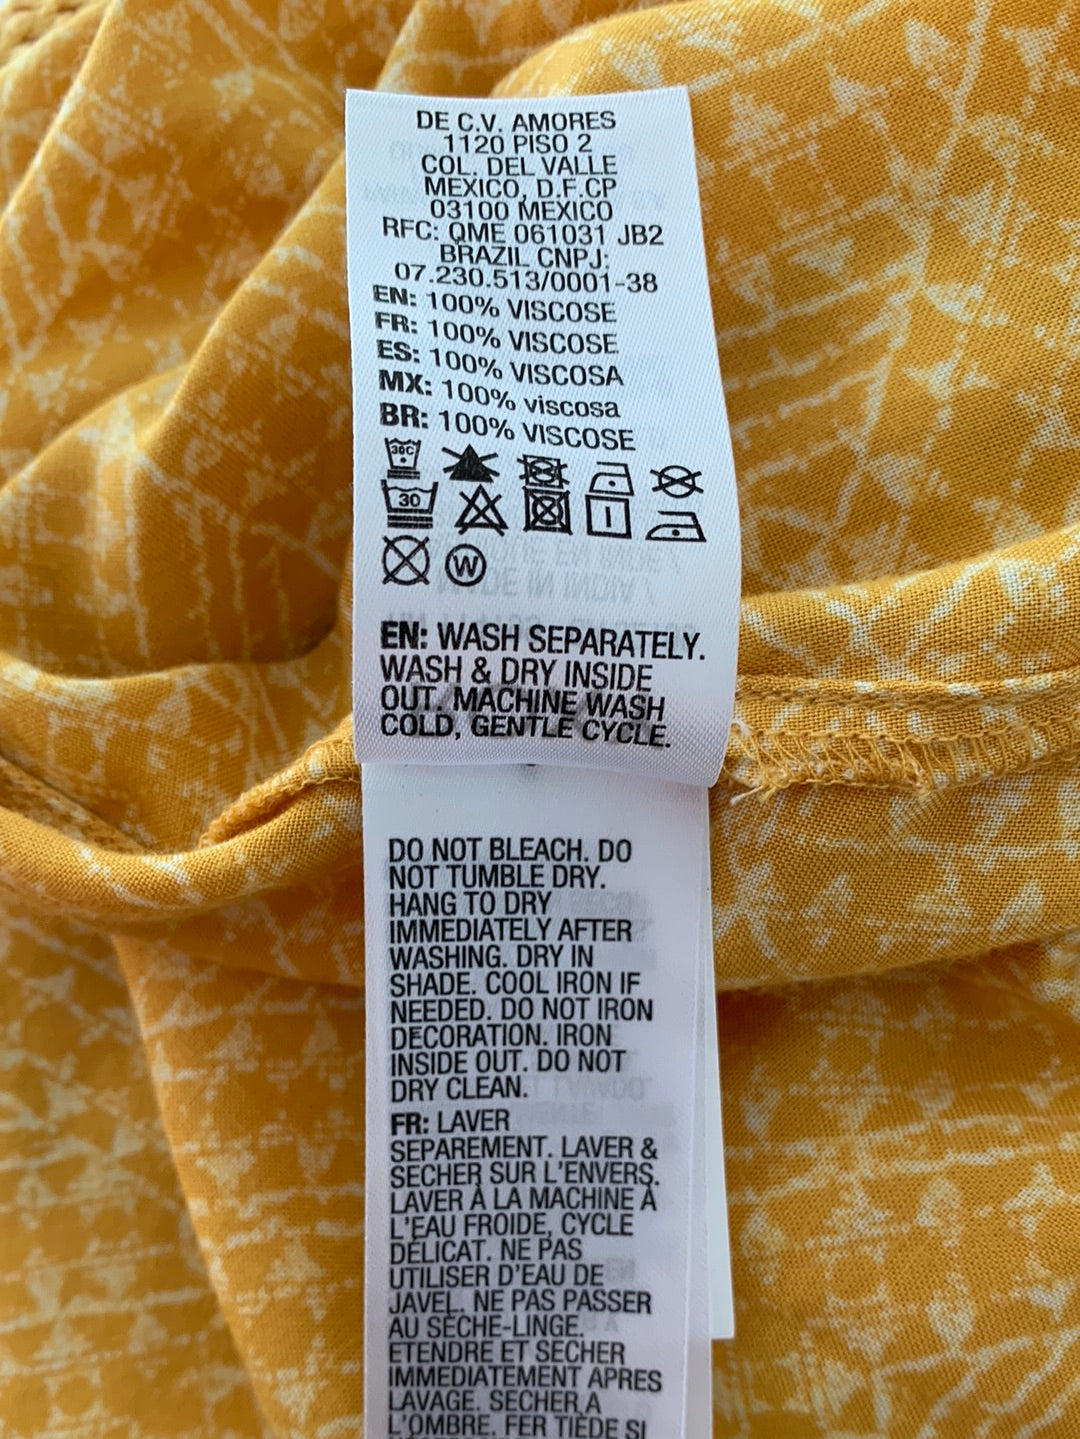 DE C.V. AMORES
1120 PISO 2
COL. DEL VALLE
MEXICO, D.F.CP
03100 MEXICO
RFC: QME 061031 JB2
BRAZIL CNPJ:
07.230.513/0001-38
EN: 100% VISCOSE
FR: 100% VISCOSE
ES: 100% VISCOSA
MX: 100% viscosa
BR: 100% VISCOSE
30C
30
W
EN: WASH SEPARATELY.
WASH & DRY INSIDE
OUT. MACHINE WASH
COLD, GENTLE CYCLE.
DO NOT BLEACH. DO
NOT TUMBLE DRY.
HANG TO DRY
IMMEDIATELY AFTER
WASHING. DRY IN
SHADE. COOL IRON IF
NEEDED. DO NOT IRON
DECORATION. IRON
INSIDE OUT. DO NOT
DRY CLEAN.
FR: LAVER
SEPAREMENT. LAVER &
SECHER SUR L'ENVERS.
LAVER À LA MACHINE À
L'EAU FROIDE, CYCLE
DÉLICAT. NE PAS
UTILISER D'EAU DE
JAVEL. NE PAS PASSER
AU SÈCHE-LINGE.
ETENDRE ET SECHER
IMMEDIATEMENT APRES
LAVAGE. SECHER A
L'OMBRE. FER TIÈDE SI